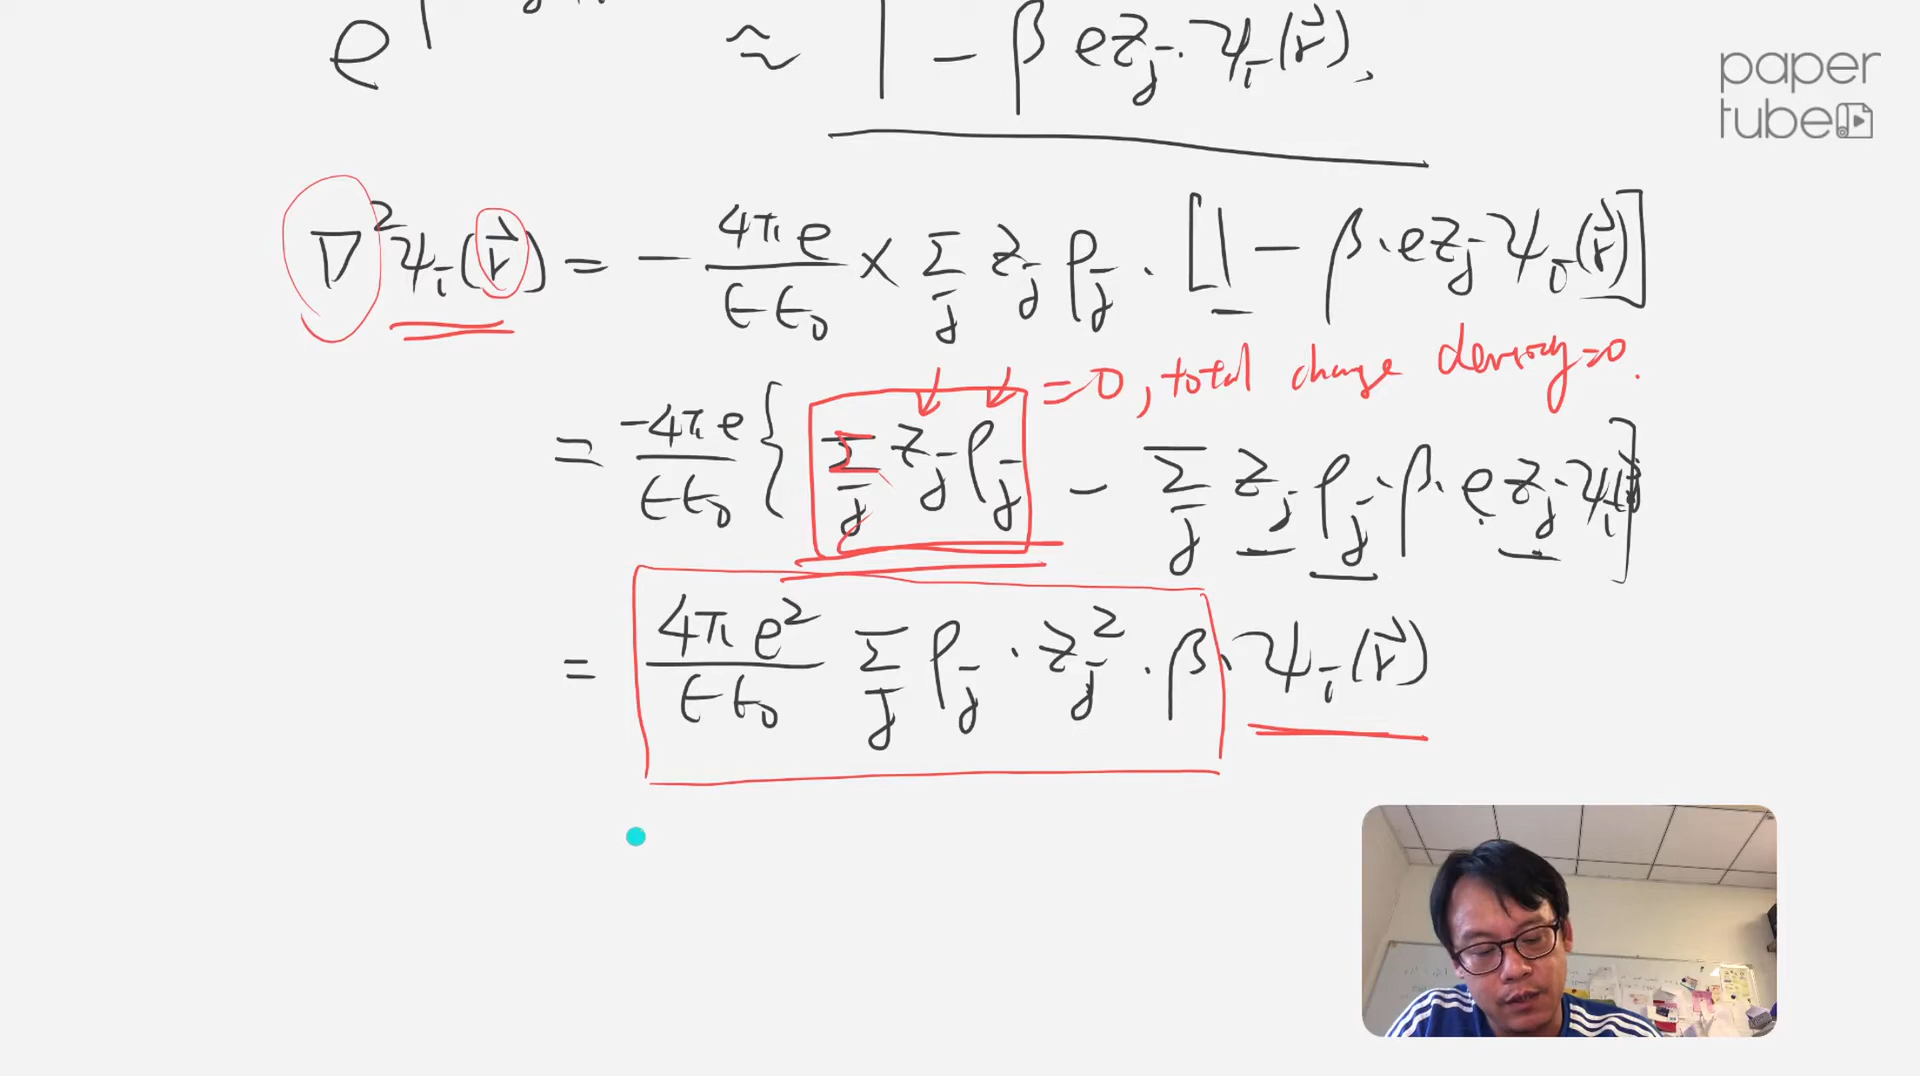 e^β ≈ 1 - β e z_j · ψ_i(r⃗),
paper
tube
∇²ψ_i(r⃗) = - 4πe / εε₀ × Σ_j z_j ρ_j · [1 - β · e z_j ψ_i(r⃗)]
= 0, total charge density = 0.
= -4πe / εε₀ { Σ_j z_j ρ_j - Σ_j z_j ρ_j · β · e z_j · ψ_i
= 4πe² / εε₀ Σ_j ρ_j · z_j² · β · ψ_i(r⃗)